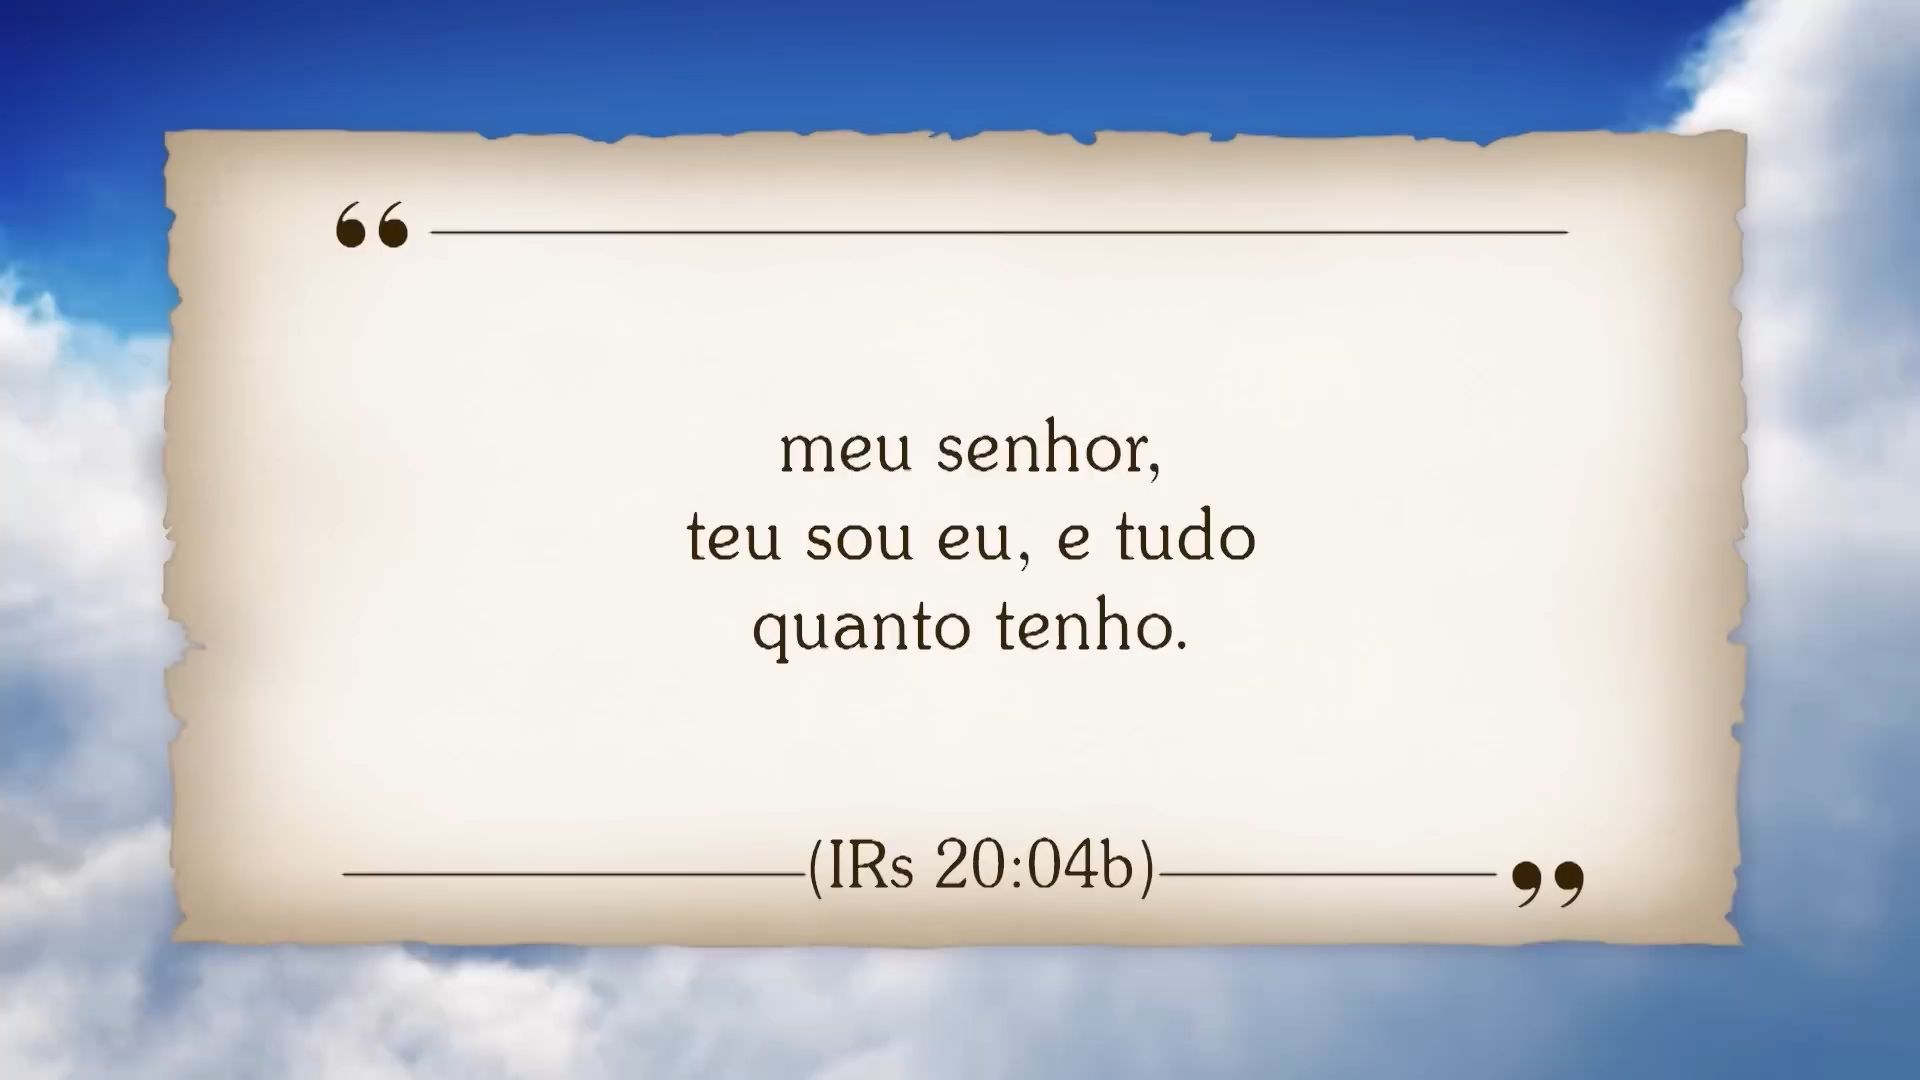 “
meu senhor,
teu sou eu, e tudo
quanto tenho.
(IRs 20:04b)
”